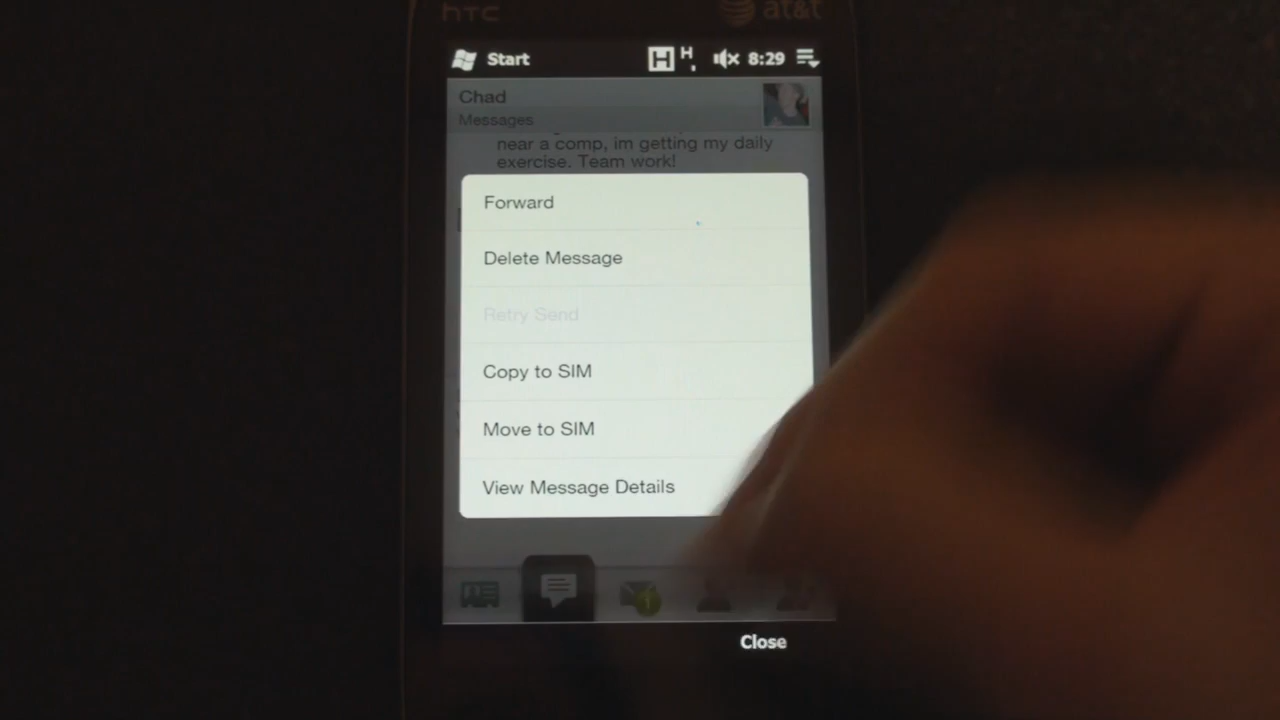 hTC at&t
Start H H 8:29
Chad
Messages
near a comp, im getting my daily
exercise. Team work!
Forward
Delete Message
Retry Send
Copy to SIM
Move to SIM
View Message Details
1
Close